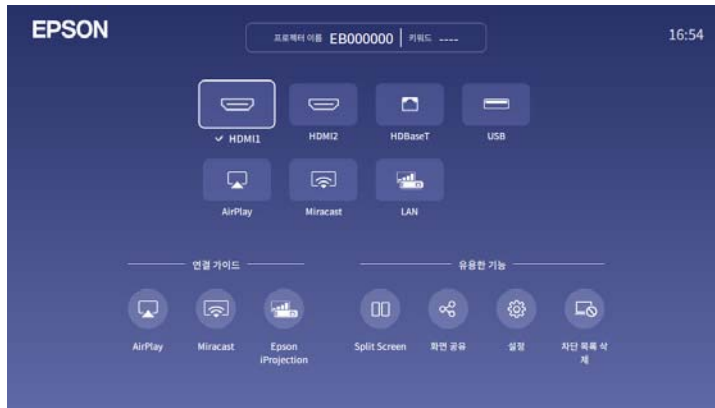 EPSON
프로젝터 이름 EB000000 | 키워드 ----
16:54
HDMI1
HDMI2
HDBaseT
USB
AirPlay
Miracast
LAN
연결 가이드
유용한 기능
AirPlay
Miracast
Epson
iProjection
Split Screen
화면 공유
설정
차단 목록 삭
제